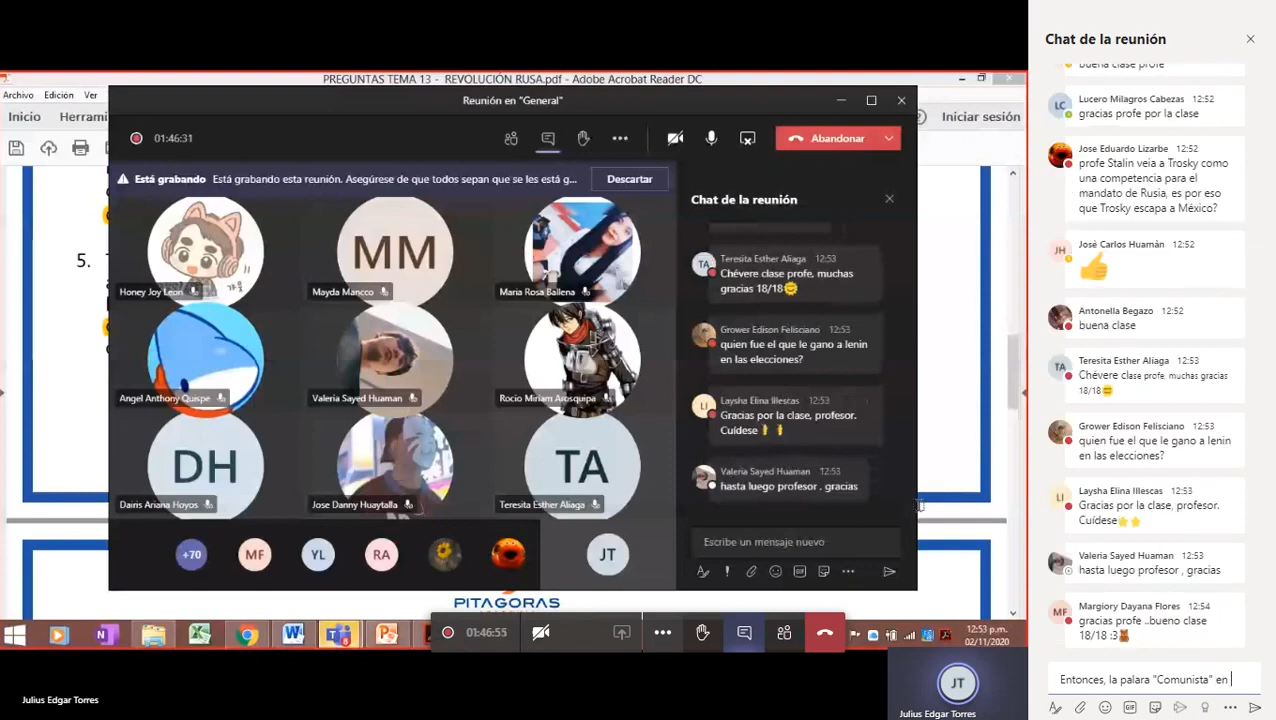 PREGUNTAS TEMA 13 - REVOLUCIÓN RUSA.pdf - Adobe Acrobat Reader DC
Archivo Edición Ver
Inicio Herrami
Iniciar sesión
5.
Reunión en "General"
01:46:31
Abandonar
Está grabando Está grabando esta reunión. Asegúrese de que todos sepan que se les está g...
Descartar
Honey Joy Leon
MM
Mayda Mancco
Maria Rosa Ballena
Angel Anthony Quispe
Valeria Sayed Huaman
Rocio Miriam Arosquipa
DH
Dairis Ariana Hoyos
Jose Danny Huaytalla
TA
Teresita Esther Aliaga
+70
MF
YL
RA
JT
Chat de la reunión
TA
Teresita Esther Aliaga 12:53
Chévere clase profe, muchas
gracias 18/18
Grower Edison Felisciano 12:53
quien fue el que le gano a lenin
en las elecciones?
LI
Laysha Elina Illescas 12:53
Gracias por la clase, profesor.
Cuídese
Valeria Sayed Huaman 12:53
hasta luego profesor , gracias
Escribe un mensaje nuevo
PITAGORAS
01:46:55
12:53 p.m.
02/11/2020
Julius Edgar Torres
JT
Julius Edgar Torres
Chat de la reunión
buena clase profe
LC
Lucero Milagros Cabezas 12:52
gracias profe por la clase
Jose Eduardo Lizarbe 12:52
profe Stalin veia a Trosky como
una competencia para el
mandato de Rusia, es por eso
que Trosky escapa a México?
JH
José Carlos Huamán 12:52
Antonella Begazo 12:52
buena clase
TA
Teresita Esther Aliaga 12:53
Chévere clase profe, muchas gracias
18/18
Grower Edison Felisciano 12:53
quien fue el que le gano a lenin
en las elecciones?
LI
Laysha Elina Illescas 12:53
Gracias por la clase, profesor.
Cuídese
Valeria Sayed Huaman 12:53
hasta luego profesor , gracias
MF
Margiory Dayana Flores 12:54
gracias profe ..bueno clase
18/18 :3
Entonces, la palara "Comunista" en